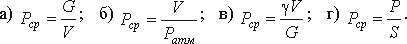 а) P_ср = G/V; б) P_ср = V/P_атм; в) P_ср = γV/G; г) P_ср = P/S.